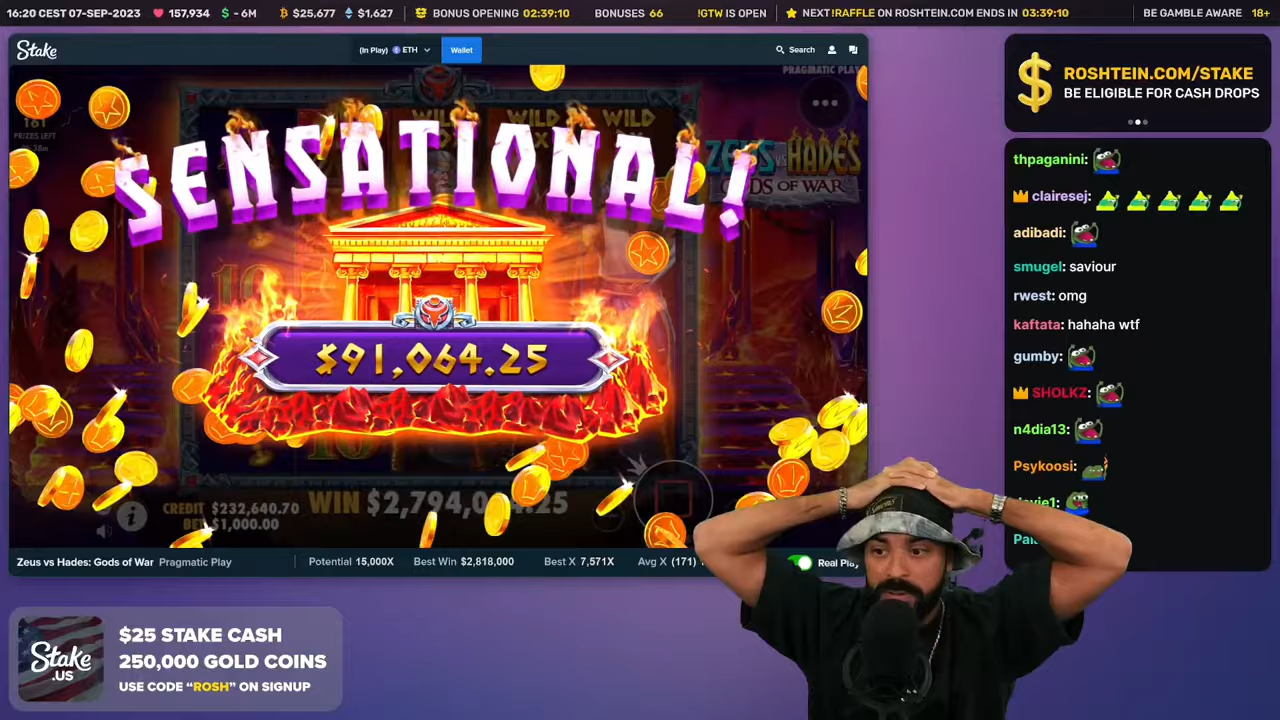 16:20 CEST 07-SEP-2023 157,934 $ - 6M $25,677 $1,627 BONUS OPENING 02:39:10 BONUSES 66 !GTW IS OPEN NEXT !RAFFLE ON ROSHTEIN.COM ENDS IN 03:39:10 BE GAMBLE AWARE 18+
Stake (In Play) ETH Wallet Search
PRAGMATIC PLAY
161
PRIZES LEFT
WILD WILD
SENSATIONAL!
ZEUS VS HADES
GODS OF WAR
$91,064.25
CREDIT $232,640.70
BET $1,000.00
WIN $2,794,0
.25
Zeus vs Hades: Gods of War Pragmatic Play Potential 15,000X Best Win $2,818,000 Best X 7,571X Avg X (171) Real Play
$ ROSHTEIN.COM/STAKE
BE ELIGIBLE FOR CASH DROPS
thpaganini:
clairesej:
adibadi:
smugel: saviour
rwest: omg
kaftata: hahaha wtf
gumby:
SHOLKZ:
n4dia13:
Psykoosi:
Stake
.US
$25 STAKE CASH
250,000 GOLD COINS
USE CODE “ROSH” ON SIGNUP